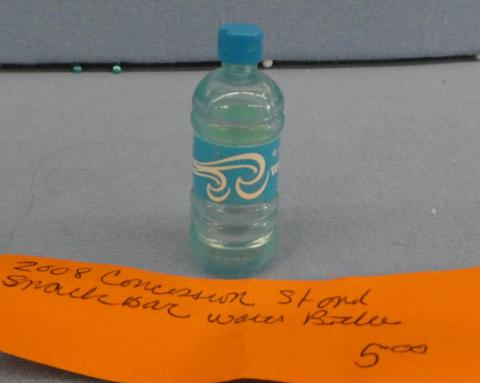 2008 Concession Stand
Snack Bar Water Bottle
5.00